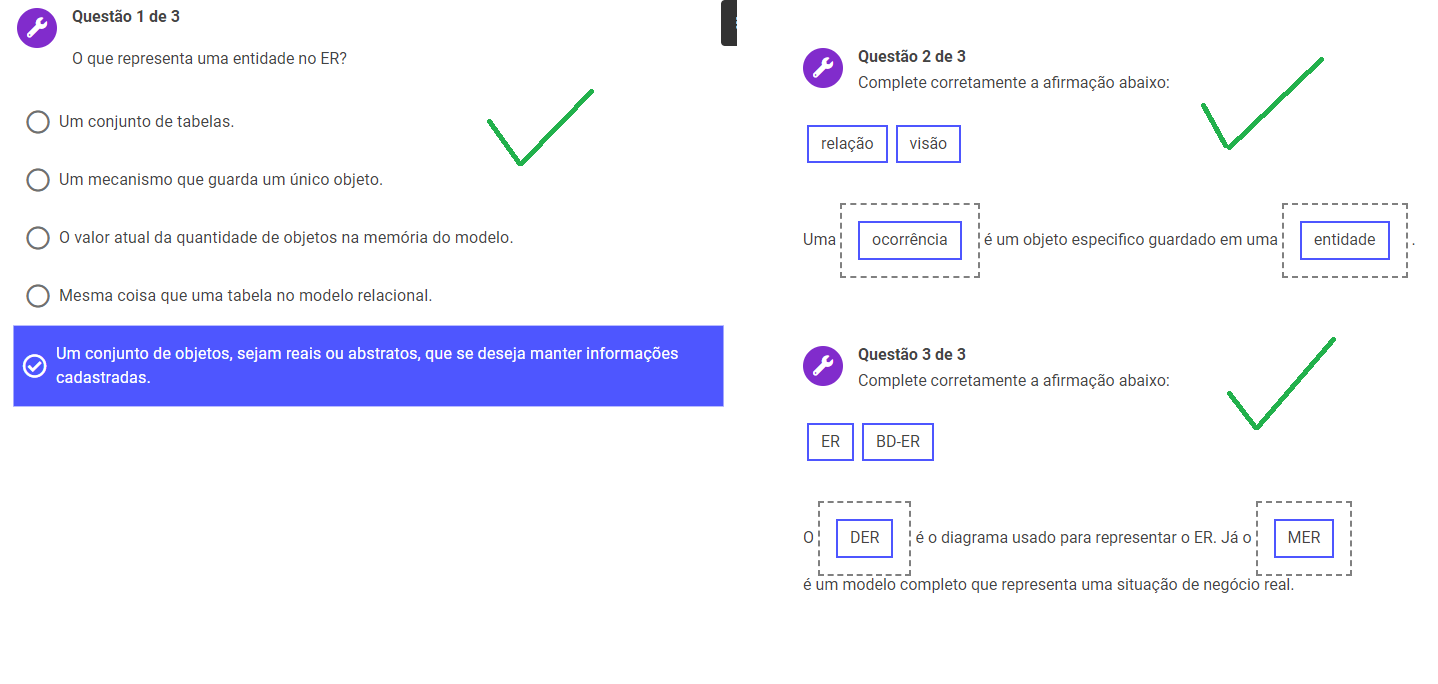 Questão 1 de 3
O que representa uma entidade no ER?
Um conjunto de tabelas.
Um mecanismo que guarda um único objeto.
O valor atual da quantidade de objetos na memória do modelo.
Mesma coisa que uma tabela no modelo relacional.
Um conjunto de objetos, sejam reais ou abstratos, que se deseja manter informações
cadastradas.
Questão 2 de 3
Complete corretamente a afirmação abaixo:
relação visão
Uma ocorrência é um objeto especifico guardado em uma entidade .
Questão 3 de 3
Complete corretamente a afirmação abaixo:
ER BD-ER
O DER é o diagrama usado para representar o ER. Já o MER
é um modelo completo que representa uma situação de negócio real.